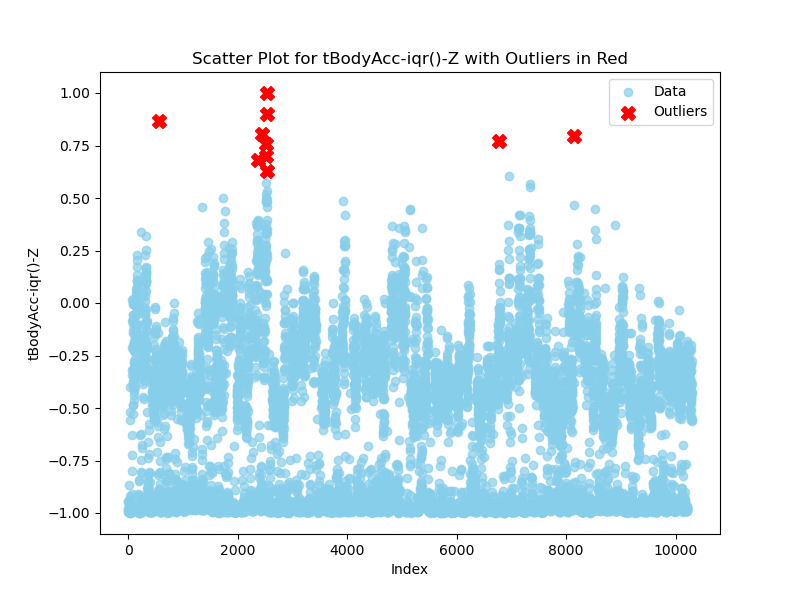 Scatter Plot for tBodyAcc-iqr()-Z with Outliers in Red
Data
Outliers
1.00
0.75
0.50
0.25
0.00
−0.25
−0.50
−0.75
−1.00
tBodyAcc-iqr()-Z
0 2000 4000 6000 8000 10000
Index